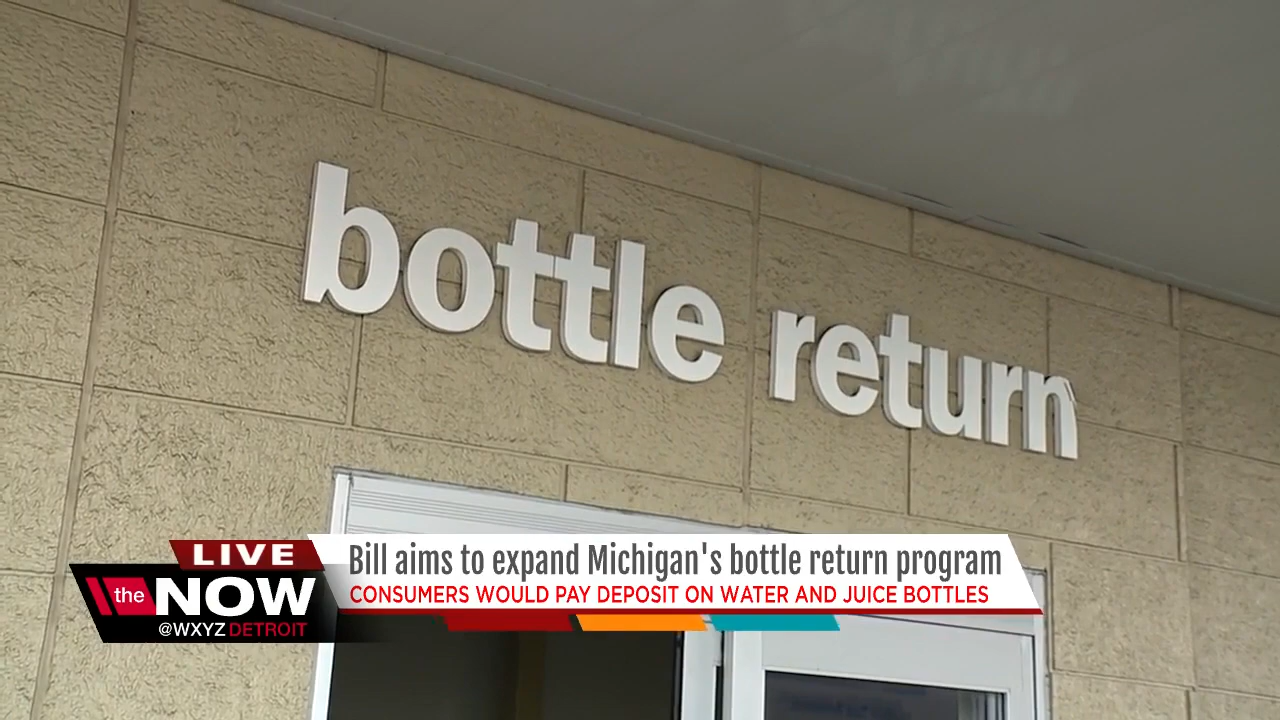 bottle return
LIVE
the NOW
@WXYZ DETROIT
Bill aims to expand Michigan's bottle return program
CONSUMERS WOULD PAY DEPOSIT ON WATER AND JUICE BOTTLES